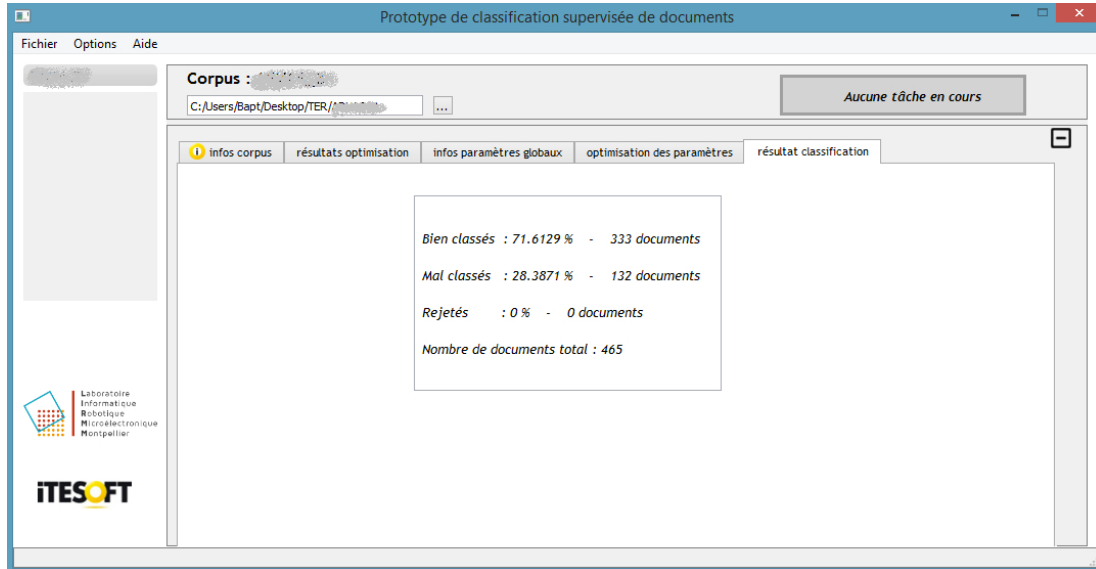 Prototype de classification supervisée de documents
Fichier Options Aide
Corpus :
C:/Users/Bapt/Desktop/TER/
...
Aucune tâche en cours
infos corpus
résultats optimisation
infos paramètres globaux
optimisation des paramètres
résultat classification
Bien classés : 71.6129 % - 333 documents
Mal classés : 28.3871 % - 132 documents
Rejetés : 0 % - 0 documents
Nombre de documents total : 465
Laboratoire
Informatique
Robotique
Microélectronique
Montpellier
iTESOFT